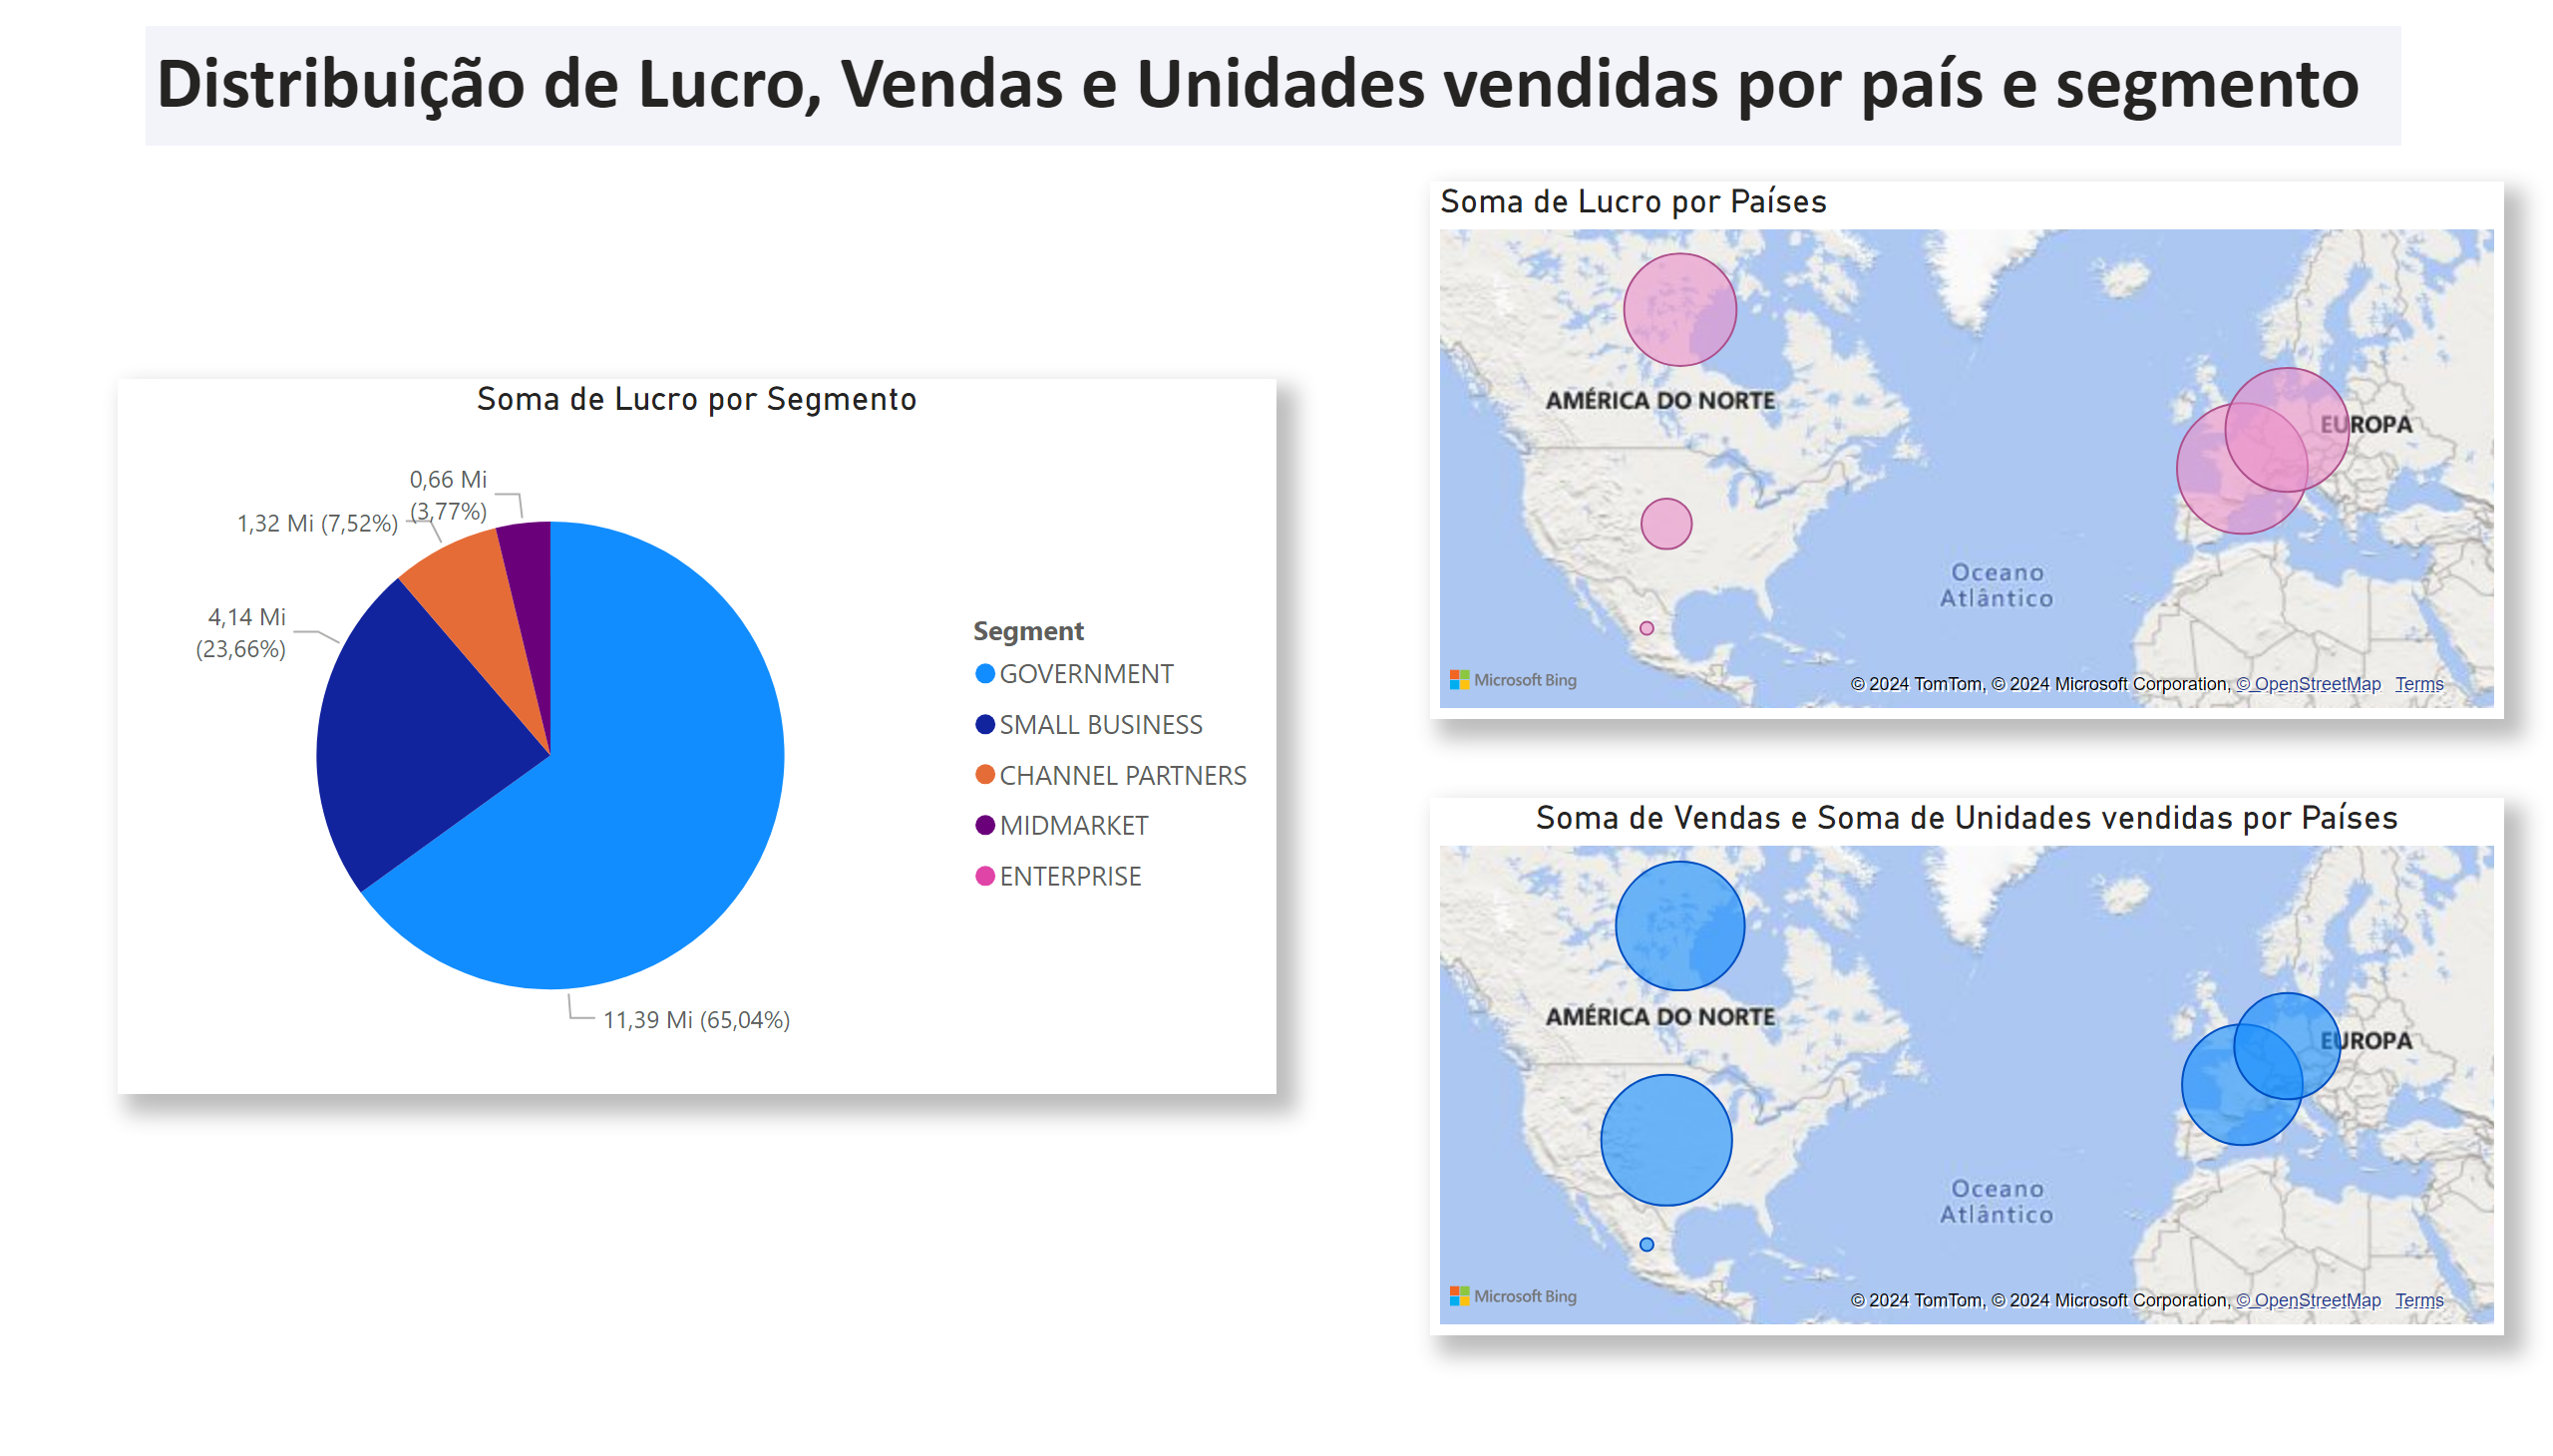 Distribuição de Lucro, Vendas e Unidades vendidas por país e segmento
Soma de Lucro por Segmento
0,66 Mi
(3,77%)
1,32 Mi (7,52%)
4,14 Mi
(23,66%)
11,39 Mi (65,04%)
Segment
GOVERNMENT
SMALL BUSINESS
CHANNEL PARTNERS
MIDMARKET
ENTERPRISE
Soma de Lucro por Países
AMÉRICA DO NORTE
EUROPA
Oceano
Atlântico
Microsoft Bing
© 2024 TomTom, © 2024 Microsoft Corporation, © OpenStreetMap Terms
Soma de Vendas e Soma de Unidades vendidas por Países
AMÉRICA DO NORTE
EUROPA
Oceano
Atlântico
Microsoft Bing
© 2024 TomTom, © 2024 Microsoft Corporation, © OpenStreetMap Terms